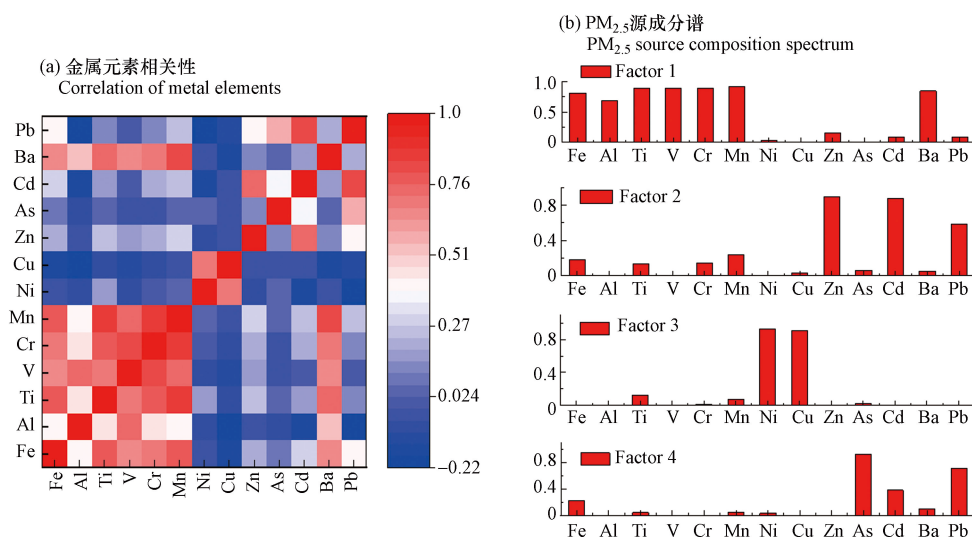 (a) 金属元素相关性
Correlation of metal elements
Pb
Ba
Cd
As
Zn
Cu
Ni
Mn
Cr
V
Ti
Al
Fe
Fe Al Ti V Cr Mn Ni Cu Zn As Cd Ba Pb
1.0
0.76
0.51
0.27
0.024
−0.22
(b) PM2.5源成分谱
PM2.5 source composition spectrum
Factor 1
1.0
0.5
0
Fe Al Ti V Cr Mn Ni Cu Zn As Cd Ba Pb
Factor 2
0.8
0.4
0
Fe Al Ti V Cr Mn Ni Cu Zn As Cd Ba Pb
Factor 3
0.8
0.4
0
Fe Al Ti V Cr Mn Ni Cu Zn As Cd Ba Pb
Factor 4
0.8
0.4
0
Fe Al Ti V Cr Mn Ni Cu Zn As Cd Ba Pb